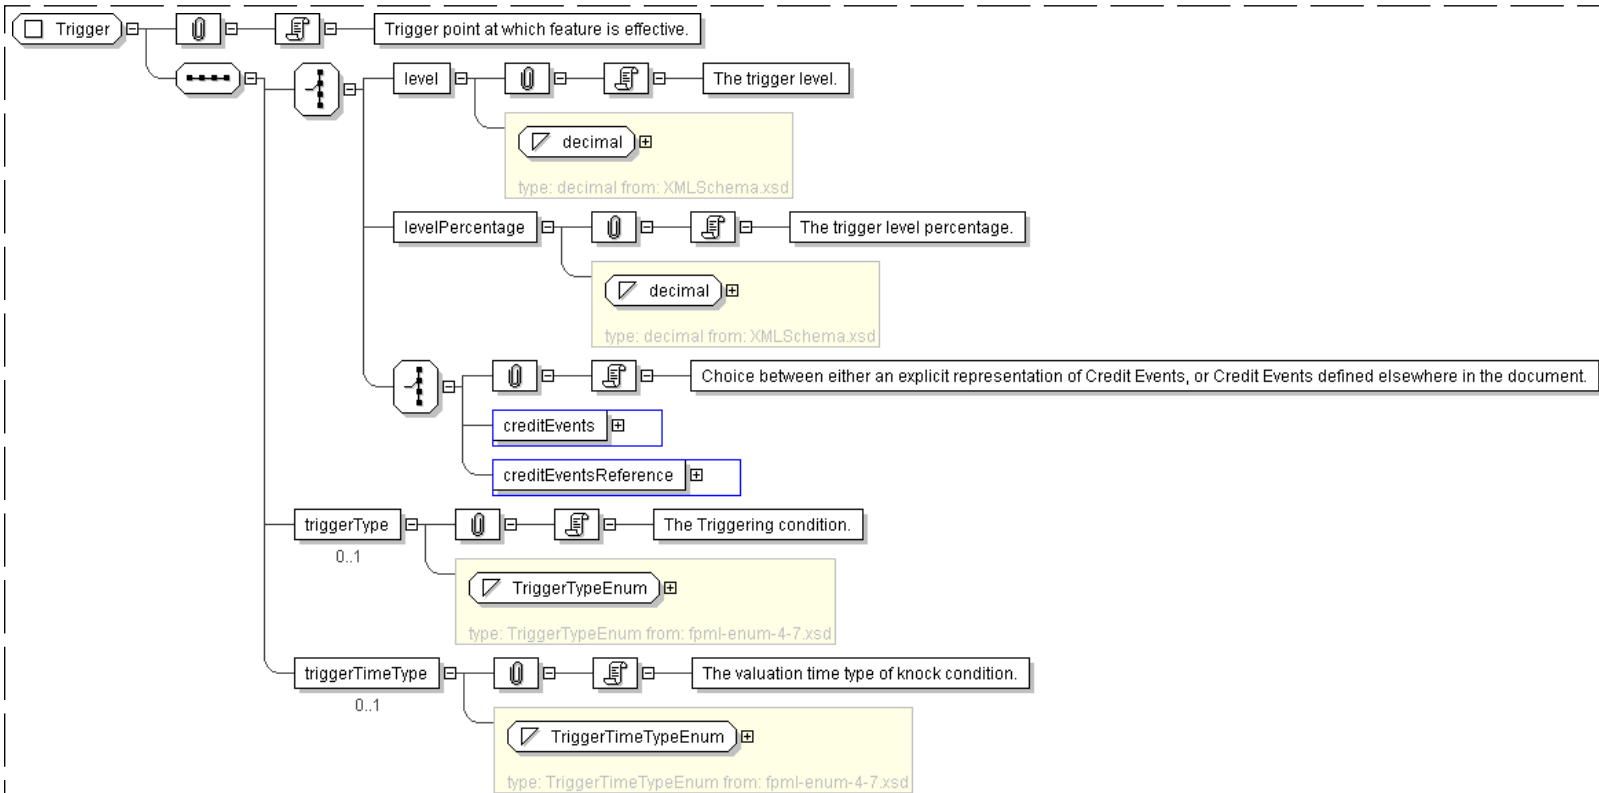 Trigger
Trigger point at which feature is effective.
level
The trigger level.
decimal
type: decimal from: XMLSchema.xsd
levelPercentage
The trigger level percentage.
decimal
type: decimal from: XMLSchema.xsd
Choice between either an explicit representation of Credit Events, or Credit Events defined elsewhere in the document.
creditEvents
creditEventsReference
triggerType
The Triggering condition.
0..1
TriggerTypeEnum
type: TriggerTypeEnum from: fpml-enum-4-7.xsd
triggerTimeType
The valuation time type of knock condition.
0..1
TriggerTimeTypeEnum
type: TriggerTimeTypeEnum from: fpml-enum-4-7.xsd